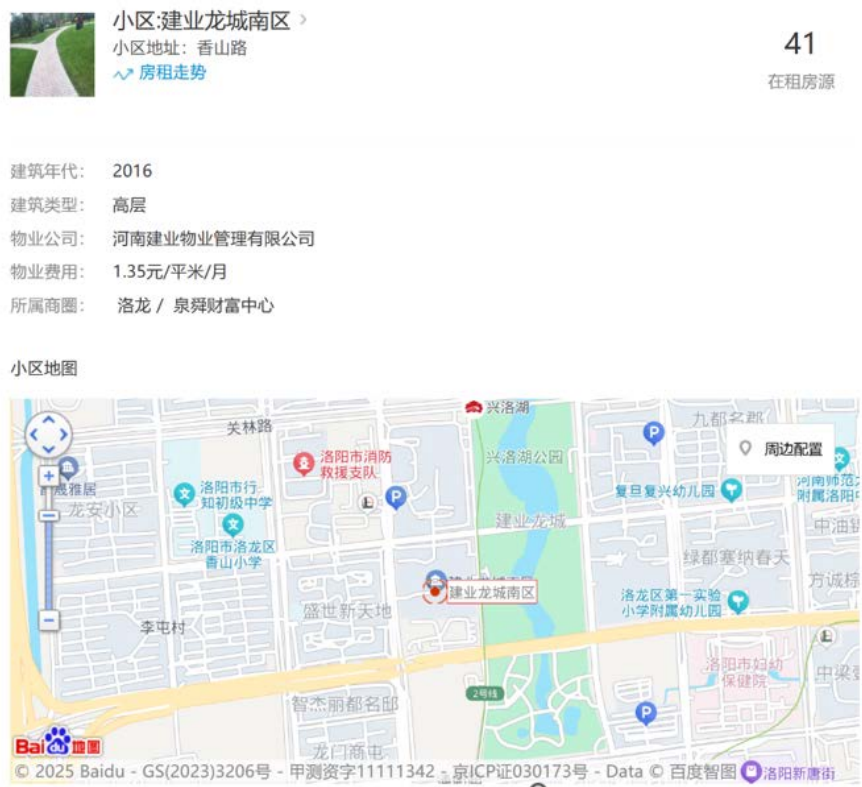 小区:建业龙城南区
小区地址：香山路
房租走势
41
在租房源
建筑年代： 2016
建筑类型： 高层
物业公司： 河南建业物业管理有限公司
物业费用： 1.35元/平米/月
所属商圈： 洛龙 / 泉舜财富中心
小区地图
兴洛湖
九都名郡
关林路
周边配置
洛阳市消防
救援支队
兴洛湖公园
晟雅居
洛阳市行
知初级中学
复旦复兴幼儿园
河南师范
附属洛阳
龙安小区
建业龙城
中油
洛阳市洛龙区
香山小学
绿都塞纳春天
方诚
建业龙城南区
洛龙区第一实验
小学附属幼儿园
盛世新天地
李屯村
洛阳市妇幼
保健院
中梁
2号线
智杰丽都名邸
龙门商屯
Bai du 地图
© 2025 Baidu - GS(2023)3206号 - 甲测资字11111342 - 京ICP证030173号 - Data © 百度智图
洛阳新唐街